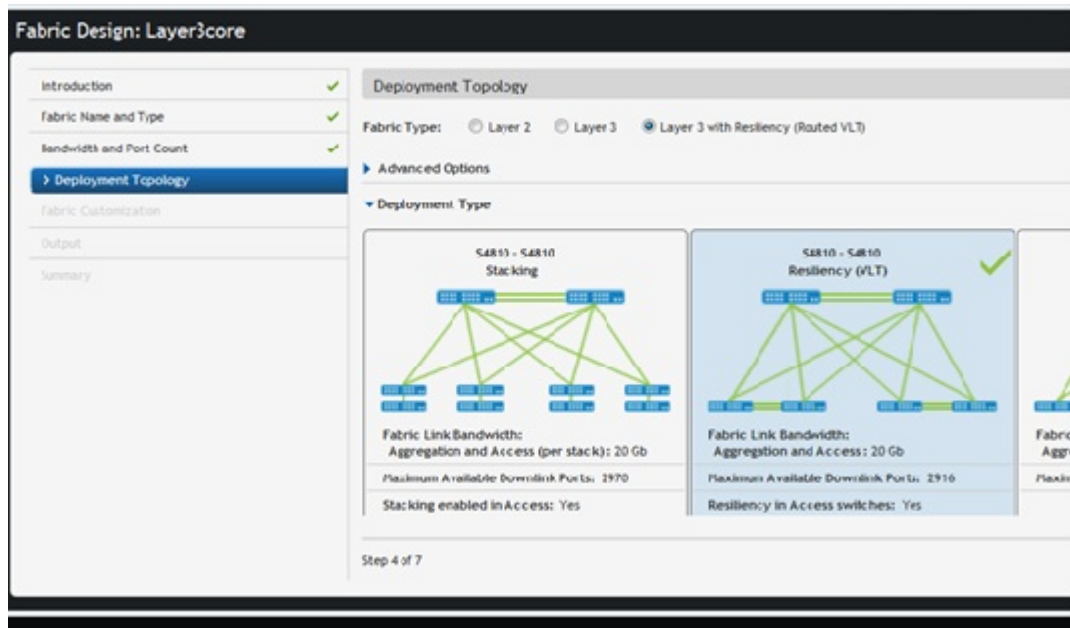 Fabric Design: Layer3core
Introduction
Fabric Name and Type
Bandwidth and Port Count
> Deployment Topology
Fabric Customization
Output
Summary
Deployment Topology
Fabric Type: Layer 2 Layer 3 Layer 3 with Resiliency (Routed VLT)
Advanced Options
Deployment Type
S4810 - S4810
Stacking
Fabric Link Bandwidth:
Aggregation and Access (per stack): 20 Gb
Maximum Available Downlink Ports: 2970
Stacking enabled in Access: Yes
S4810 - S4810
Resiliency (VLT)
Fabric Link Bandwidth:
Aggregation and Access: 20 Gb
Maximum Available Downlink Ports: 2916
Resiliency in Access switches: Yes
Fabric
Aggr
Maxim
Step 4 of 7